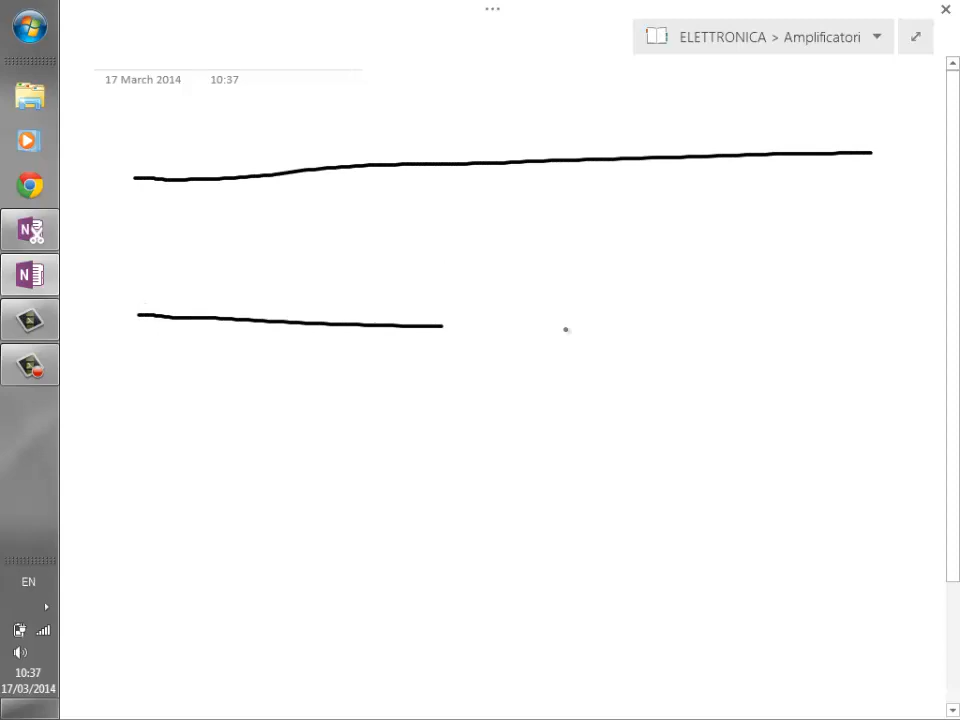 ELETTRONICA > Amplificatori
17 March 2014 10:37
N
N
EN
10:37
17/03/2014